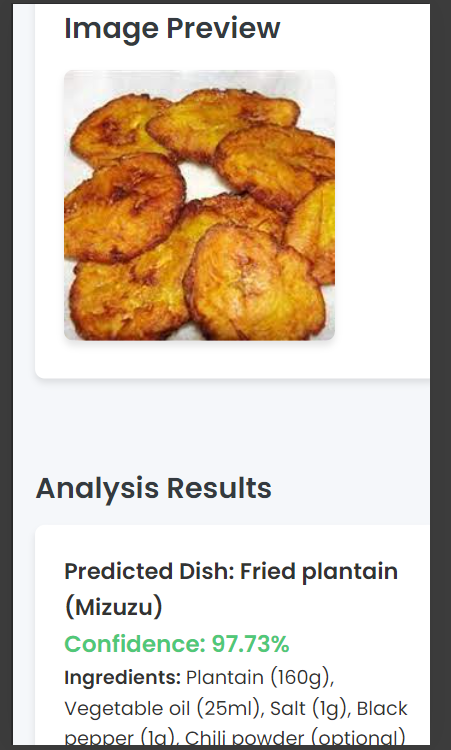 Image Preview
Analysis Results
Predicted Dish: Fried plantain
(Mizuzu)
Confidence: 97.73%
Ingredients: Plantain (160g),
Vegetable oil (25ml), Salt (1g), Black
pepper (1g), Chili powder (optional)